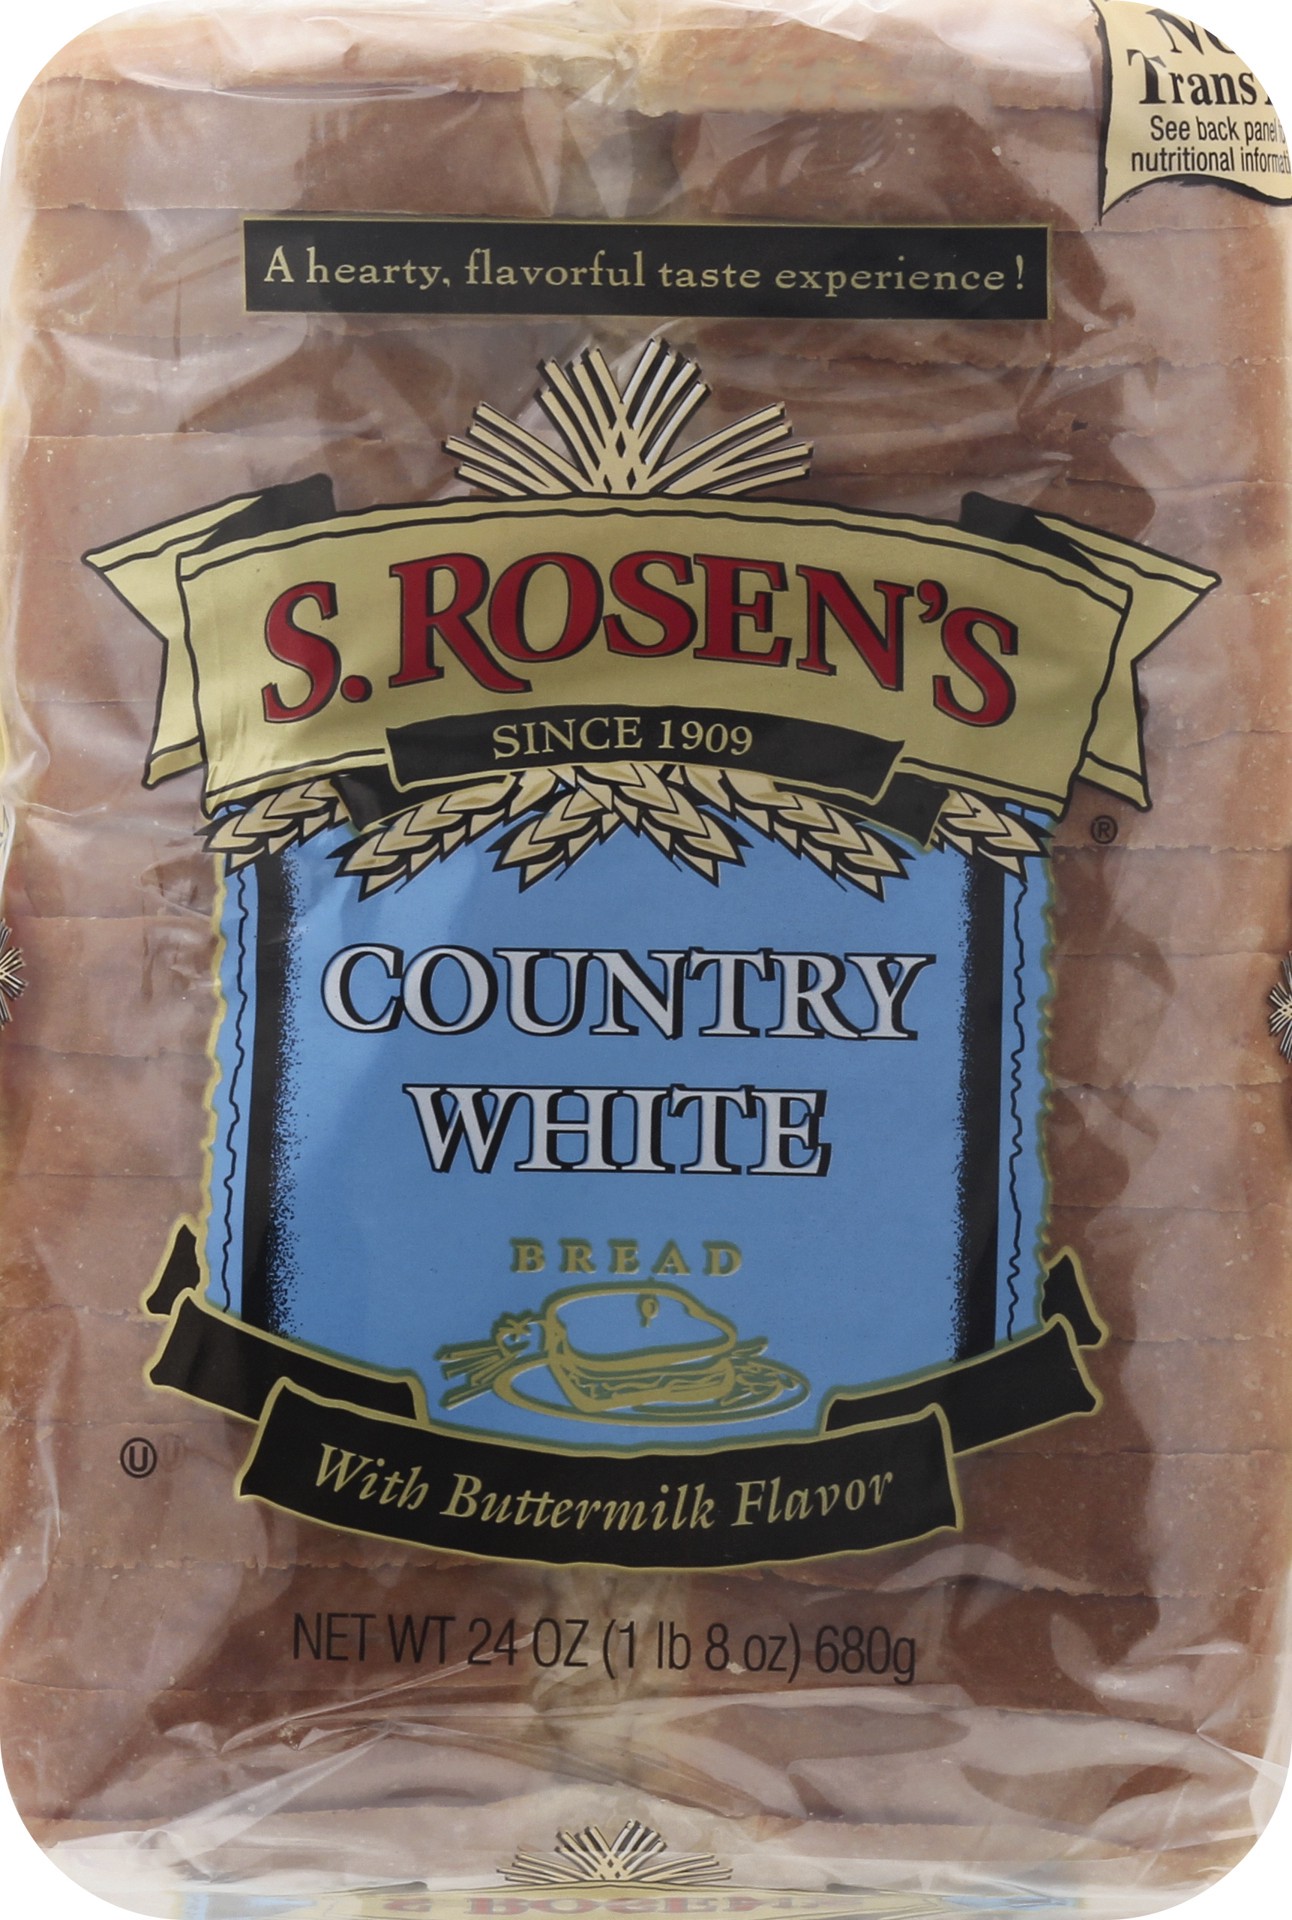 Trans
See back panel
nutritional
A hearty, flavorful taste experience!
S. ROSEN'S
SINCE 1909
®
COUNTRY
WHITE
BREAD
U
With Buttermilk Flavor
NET WT 24 OZ (1 lb 8 oz) 680g